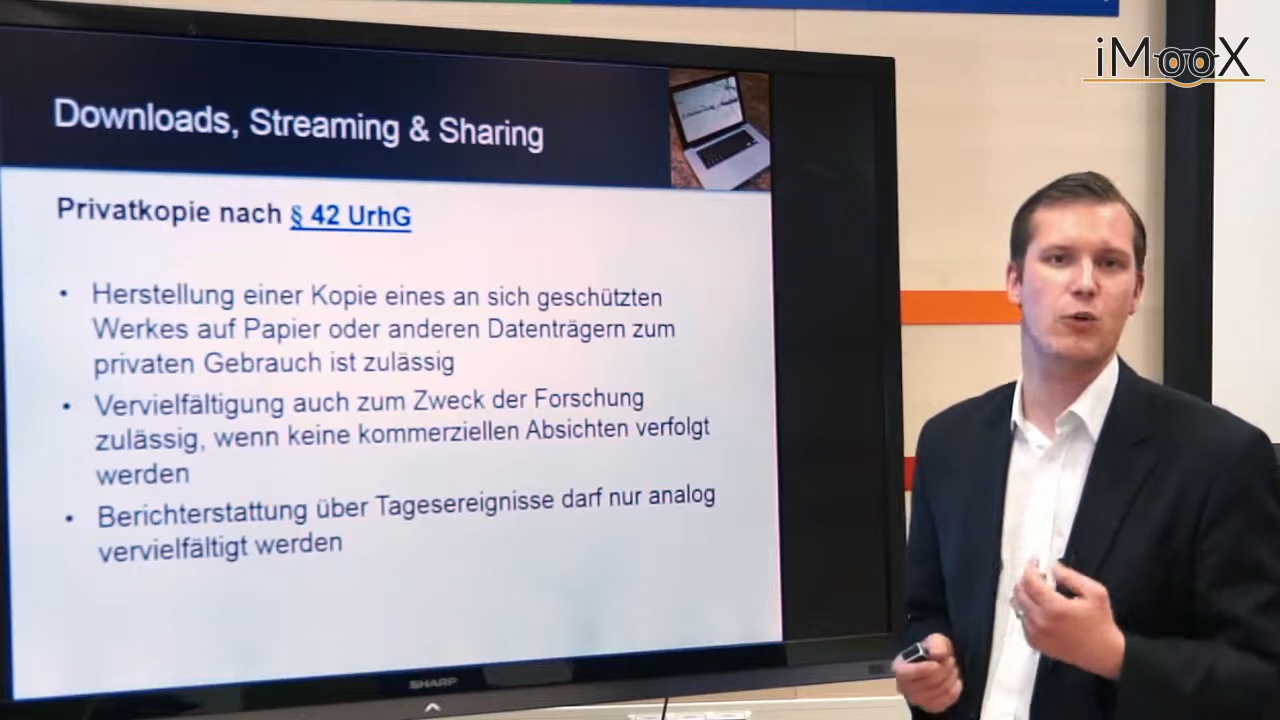 iMooX
Downloads, Streaming & Sharing
Privatkopie nach § 42 UrhG
• Herstellung einer Kopie eines an sich geschützten
Werkes auf Papier oder anderen Datenträgern zum
privaten Gebrauch ist zulässig
• Vervielfältigung auch zum Zweck der Forschung
zulässig, wenn keine kommerziellen Absichten verfolgt
werden
• Berichterstattung über Tagesereignisse darf nur analog
vervielfältigt werden
SHARP